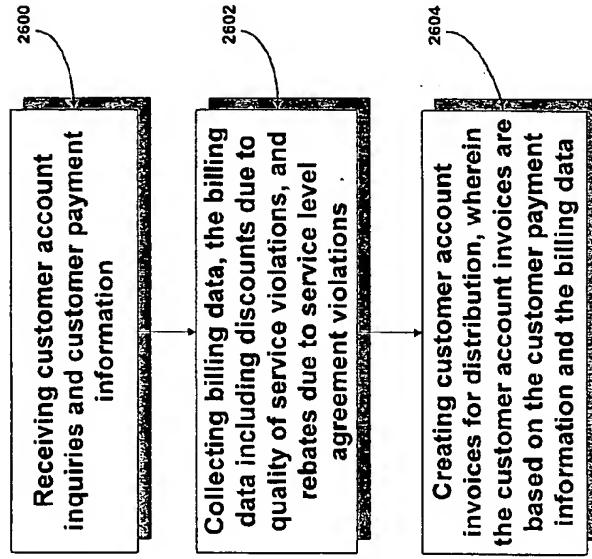 2600
Receiving customer account
inquiries and customer payment
information
2602
Collecting billing data, the billing
data including discounts due to
quality of service violations, and
rebates due to service level
agreement violations
2604
Creating customer account
invoices for distribution, wherein
the customer account invoices are
based on the customer payment
information and the billing data